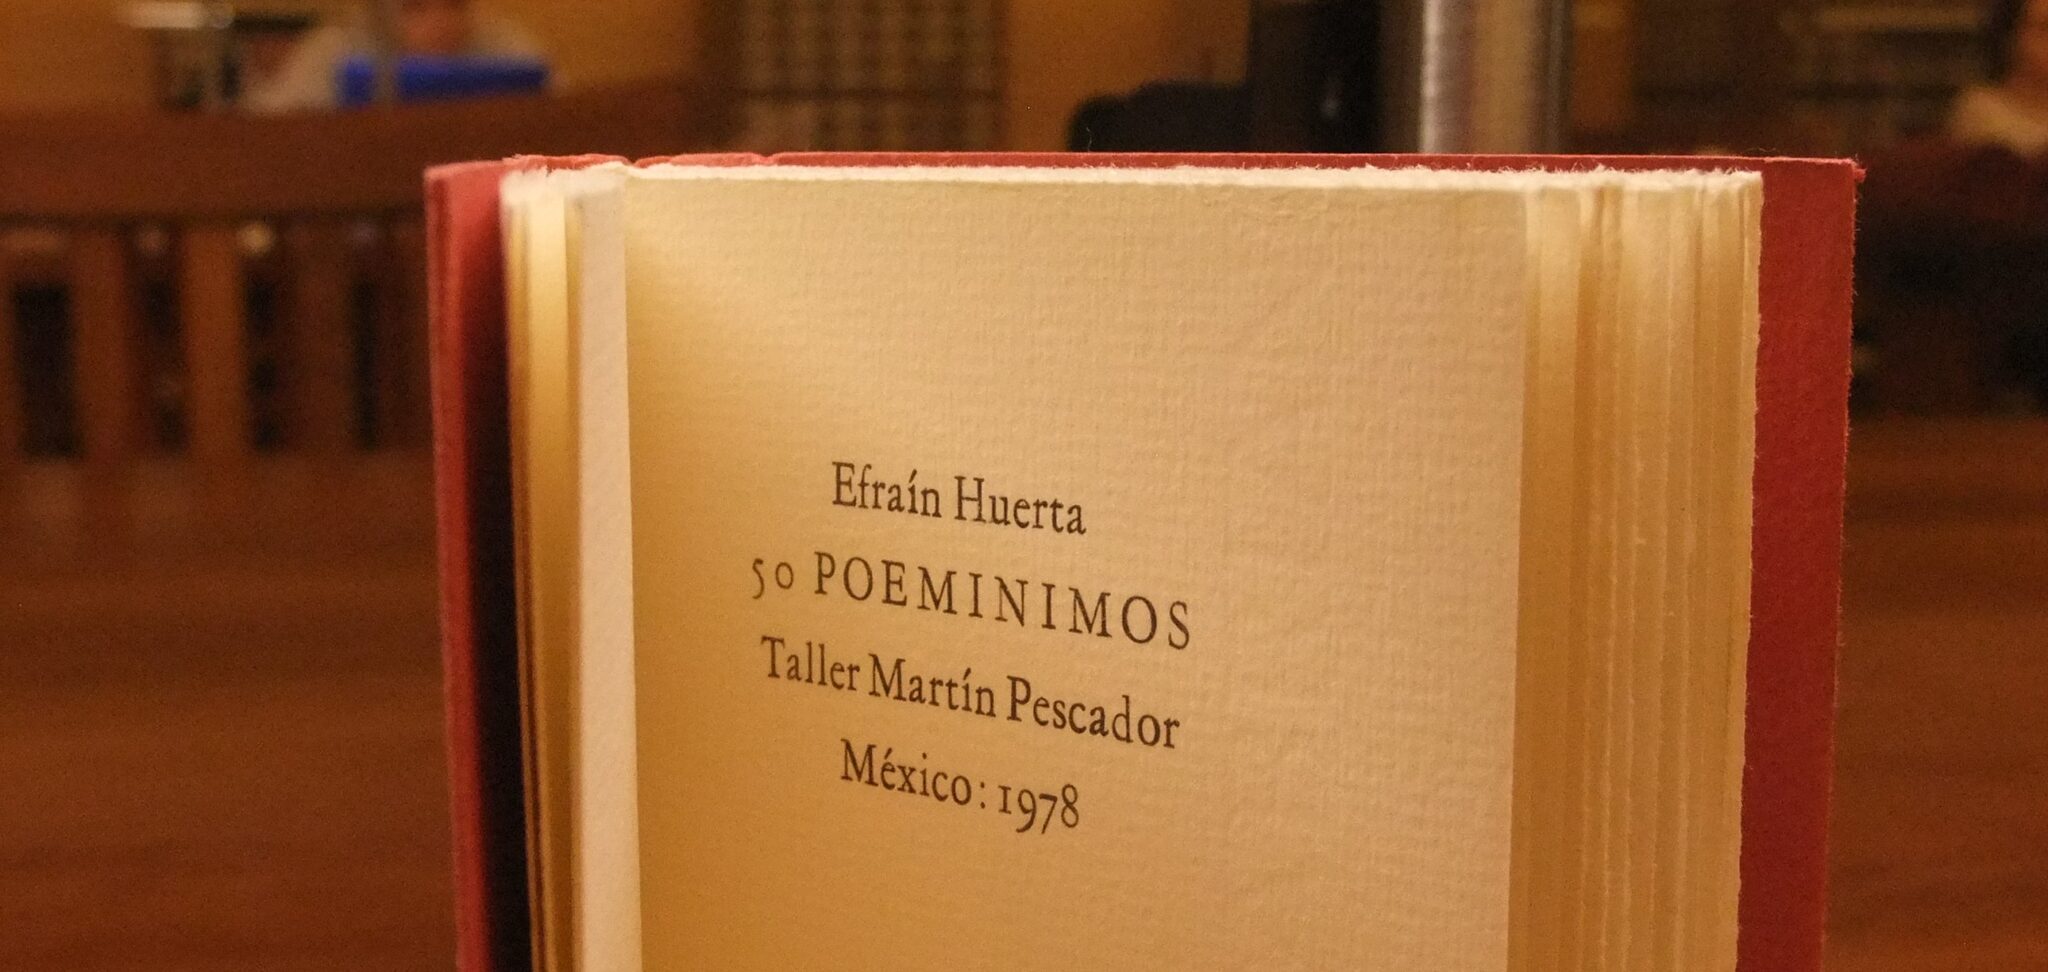 Efraín Huerta
50 POEMINIMOS
Taller Martín Pescador
México: 1978